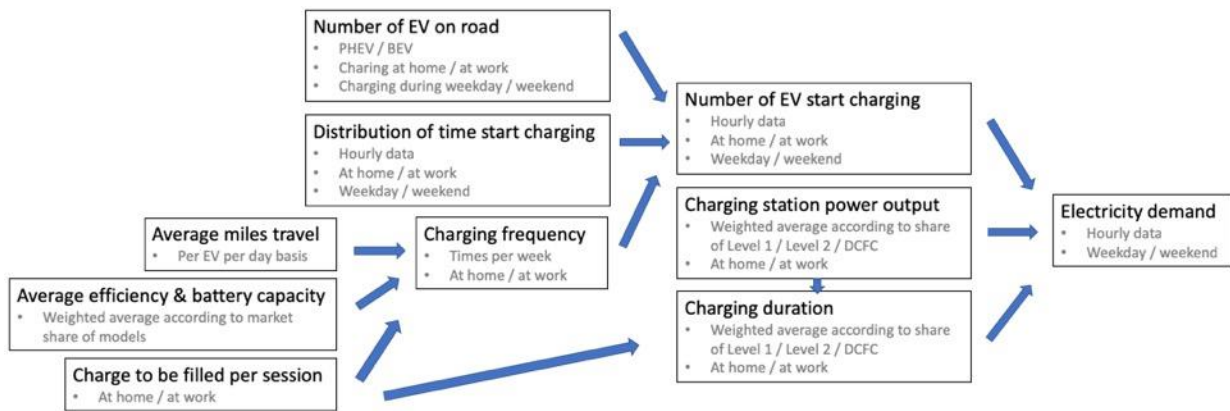 Number of EV on road
• PHEV / BEV
• Charing at home / at work
• Charging during weekday / weekend
Distribution of time start charging
• Hourly data
• At home / at work
• Weekday / weekend
Average miles travel
• Per EV per day basis
Average efficiency & battery capacity
• Weighted average according to market
share of models
Charge to be filled per session
• At home / at work
Charging frequency
• Times per week
• At home / at work
Number of EV start charging
• Hourly data
• At home / at work
• Weekday / weekend
Charging station power output
• Weighted average according to share
of Level 1 / Level 2 / DCFC
• At home / at work
Charging duration
• Weighted average according to share
of Level 1 / Level 2 / DCFC
• At home / at work
Electricity demand
• Hourly data
• Weekday / weekend